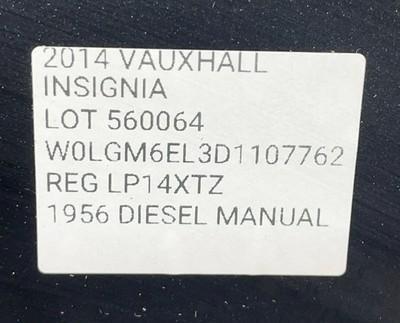 2014 VAUXHALL
INSIGNIA
LOT 560064
W0LGM6EL3D1107762
REG LP14XTZ
1956 DIESEL MANUAL